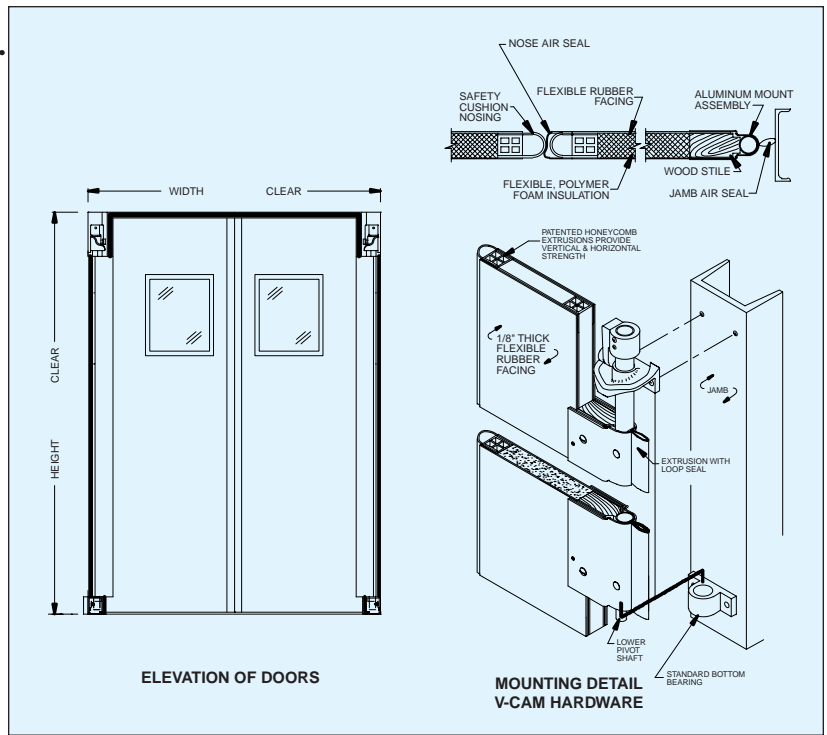 NOSE AIR SEAL
SAFETY
CUSHION
NOSING
FLEXIBLE RUBBER
FACING
ALUMINUM MOUNT
ASSEMBLY
WOOD STILE
JAMB AIR SEAL
FLEXIBLE, POLYMER
FOAM INSULATION
WIDTH
CLEAR
CLEAR
HEIGHT
PATENTED HONEYCOMB
EXTRUSIONS PROVIDE
VERTICAL & HORIZONTAL
STRENGTH
1/8" THICK
FLEXIBLE
RUBBER
FACING
JAMB
EXTRUSION WITH
LOOP SEAL
LOWER
PIVOT
SHAFT
STANDARD BOTTOM
BEARING
ELEVATION OF DOORS
MOUNTING DETAIL
V-CAM HARDWARE